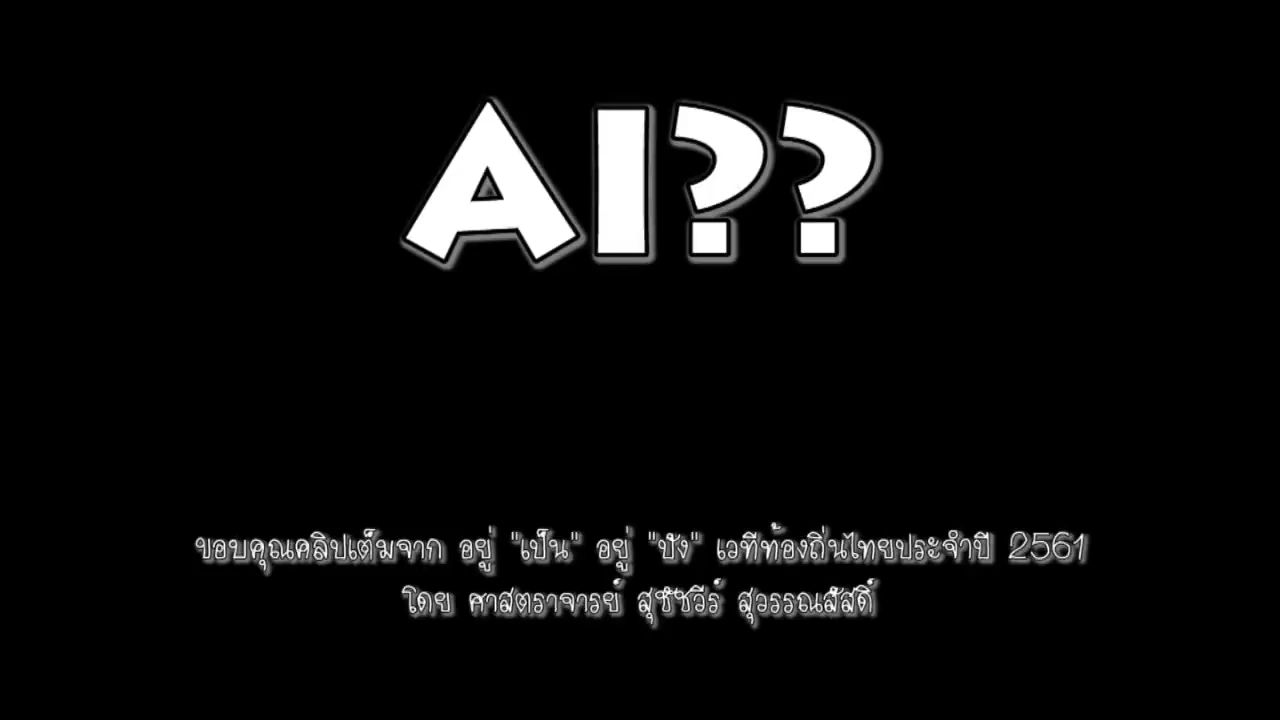 AI??
ขอบคุณคลิปเต็มจาก อยู่ "เป็น" อยู่ "ปัง" เวทีท้องถิ่นไทยประจำปี 2561
โดย ศาสตราจารย์ สุชัชวีร์ สุวรรณสัสดิ์